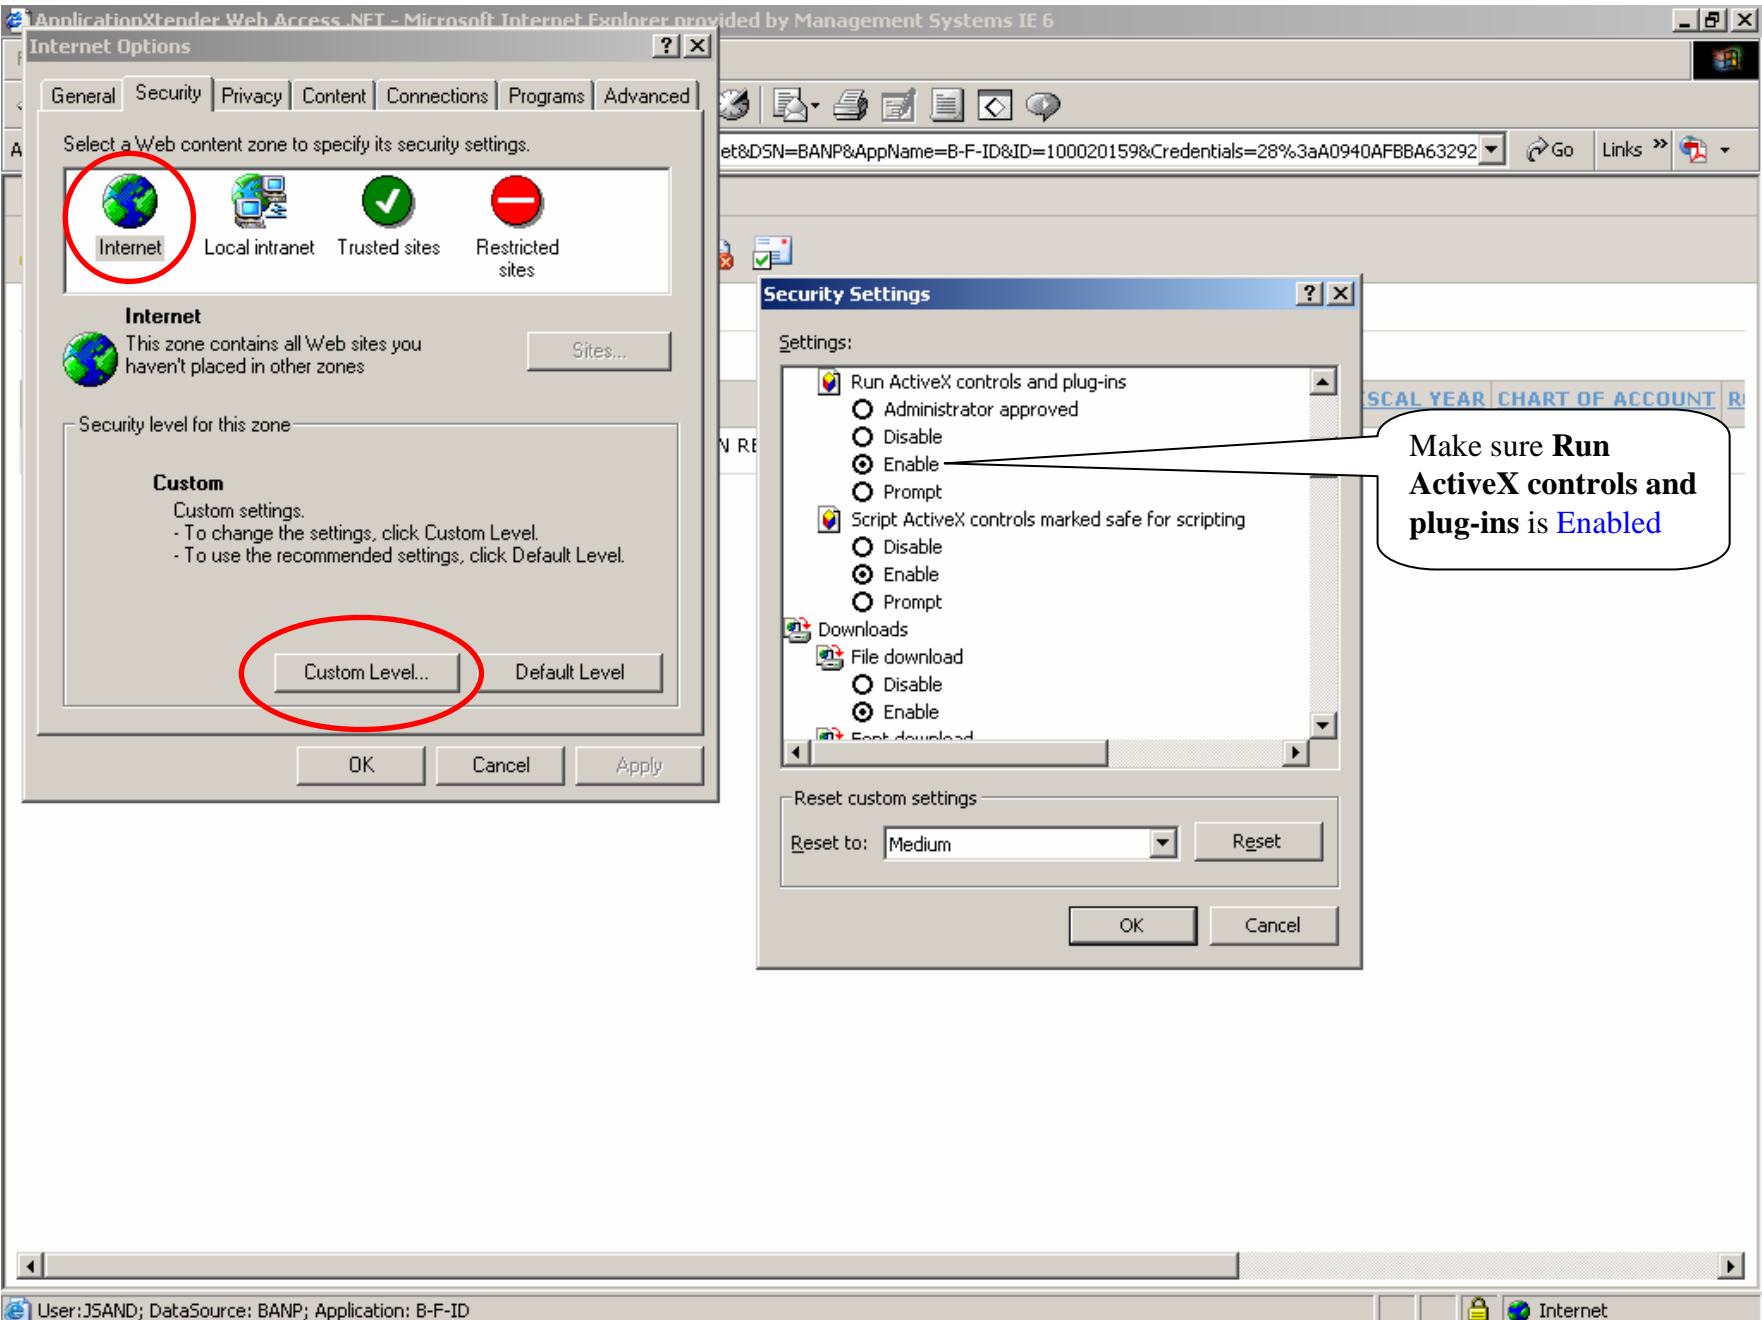 ApplicationXtender Web Access .NET - Microsoft Internet Explorer provided by Management Systems IE 6
Internet Options
General Security Privacy Content Connections Programs Advanced
Select a Web content zone to specify its security settings.
et&DSN=BANP&AppName=B-F-ID&ID=100020159&Credentials=28%3aA0940AFBBA63292
Go
Links »
Internet
Local intranet
Trusted sites
Restricted
sites
Internet
This zone contains all Web sites you
haven't placed in other zones
Sites...
Security level for this zone
Custom
Custom settings.
- To change the settings, click Custom Level.
- To use the recommended settings, click Default Level.
Custom Level...
Default Level
OK
Cancel
Apply
Security Settings
Settings:
Run ActiveX controls and plug-ins
Administrator approved
Disable
Enable
Prompt
Script ActiveX controls marked safe for scripting
Disable
Enable
Prompt
Downloads
File download
Disable
Enable
Font download
Reset custom settings
Reset to:
Medium
Reset
OK
Cancel
ISCAL YEAR CHART OF ACCOUNT
N RE
Make sure Run
ActiveX controls and
plug-ins is Enabled
User:JSAND; DataSource: BANP; Application: B-F-ID
Internet